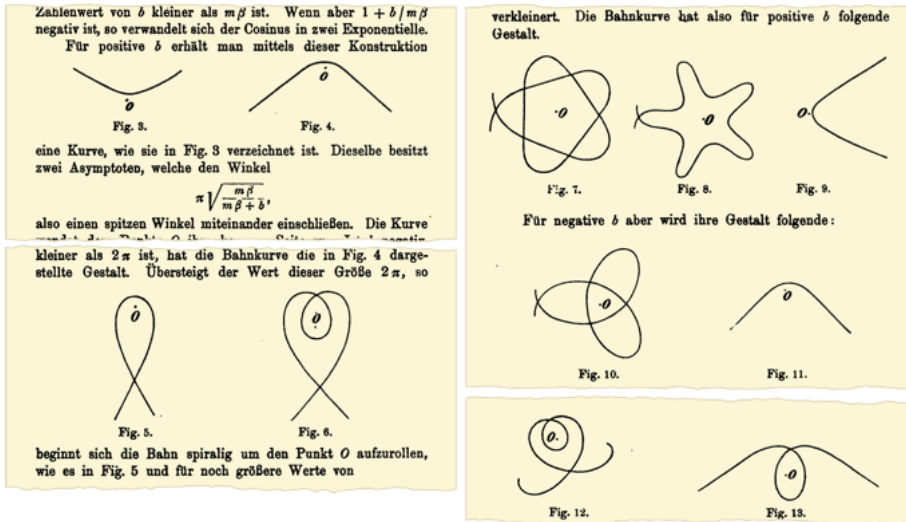 Zahlenwert von b kleiner als mβ ist. Wenn aber 1 + b/mβ
negativ ist, so verwandelt sich der Cosinus in zwei Exponentielle.
Für positive b erhält man mittels dieser Konstruktion
O
O
Fig. 3.
Fig. 4.
eine Kurve, wie sie in Fig. 3 verzeichnet ist. Dieselbe besitzt
zwei Asymptoten, welche den Winkel
π√(mβ/(mβ + b)),
also einen spitzen Winkel miteinander einschließen. Die Kurve
kleiner als 2π ist, hat die Bahnkurve die in Fig. 4 darge-
stellte Gestalt. Übersteigt der Wert dieser Größe 2π, so
O
O
Fig. 5.
Fig. 6.
beginnt sich die Bahn spiralig um den Punkt O aufzurollen,
wie es in Fig. 5 und für noch größere Werte von
verkleinert. Die Bahnkurve hat also für positive b folgende
Gestalt.
O
O
O
Fig. 7.
Fig. 8.
Fig. 9.
Für negative b aber wird ihre Gestalt folgende:
O
O
Fig. 10.
Fig. 11.
O
O
Fig. 12.
Fig. 13.